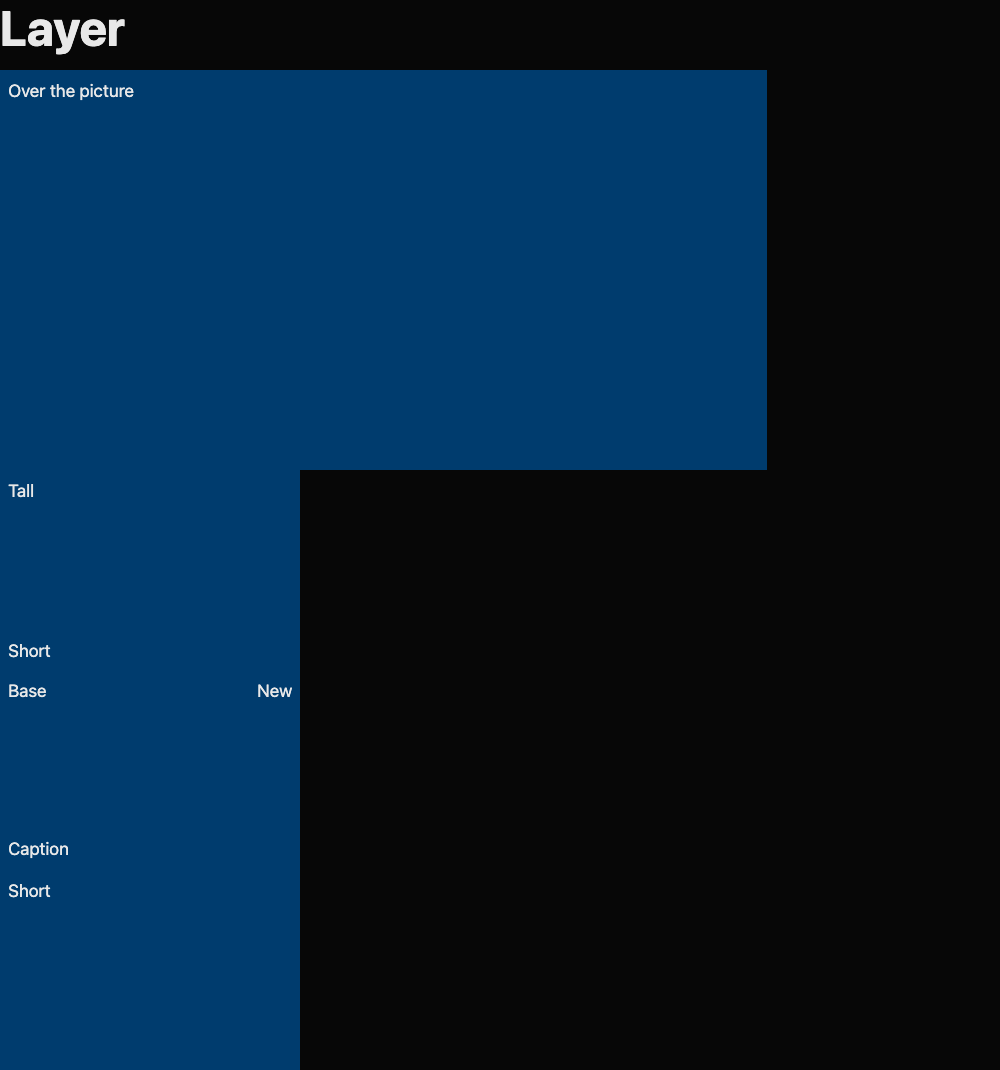 Layer
Over the picture
Tall
Short
Base New
Caption
Short